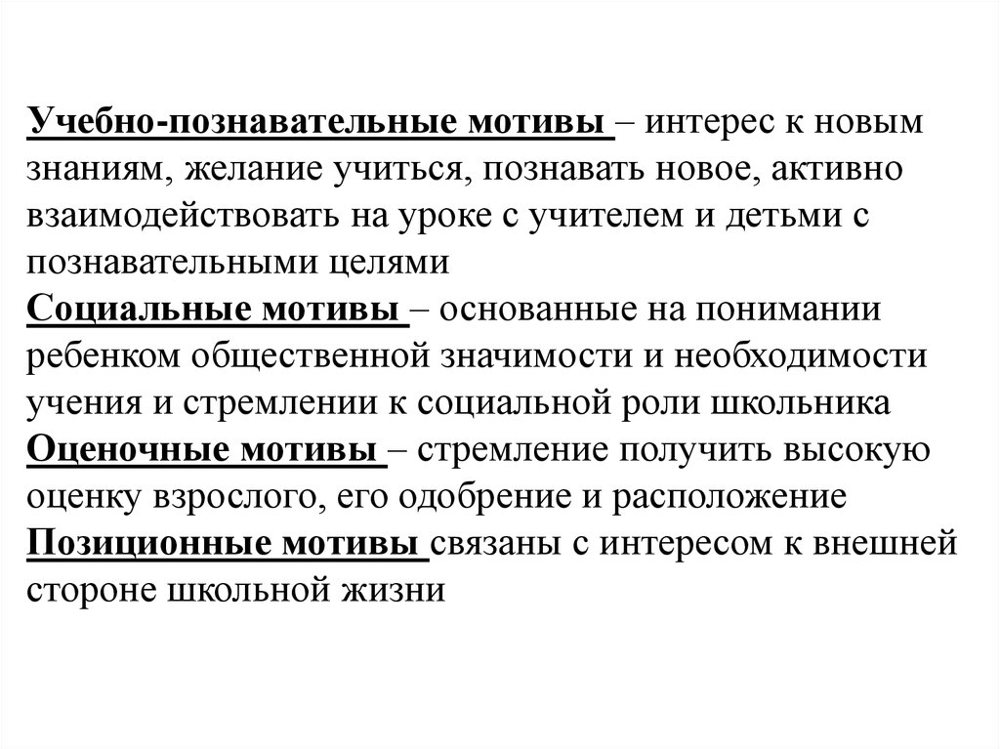 Учебно-познавательные мотивы – интерес к новым
знаниям, желание учиться, познавать новое, активно
взаимодействовать на уроке с учителем и детьми с
познавательными целями
Социальные мотивы – основанные на понимании
ребенком общественной значимости и необходимости
учения и стремлении к социальной роли школьника
Оценочные мотивы – стремление получить высокую
оценку взрослого, его одобрение и расположение
Позиционные мотивы связаны с интересом к внешней
стороне школьной жизни